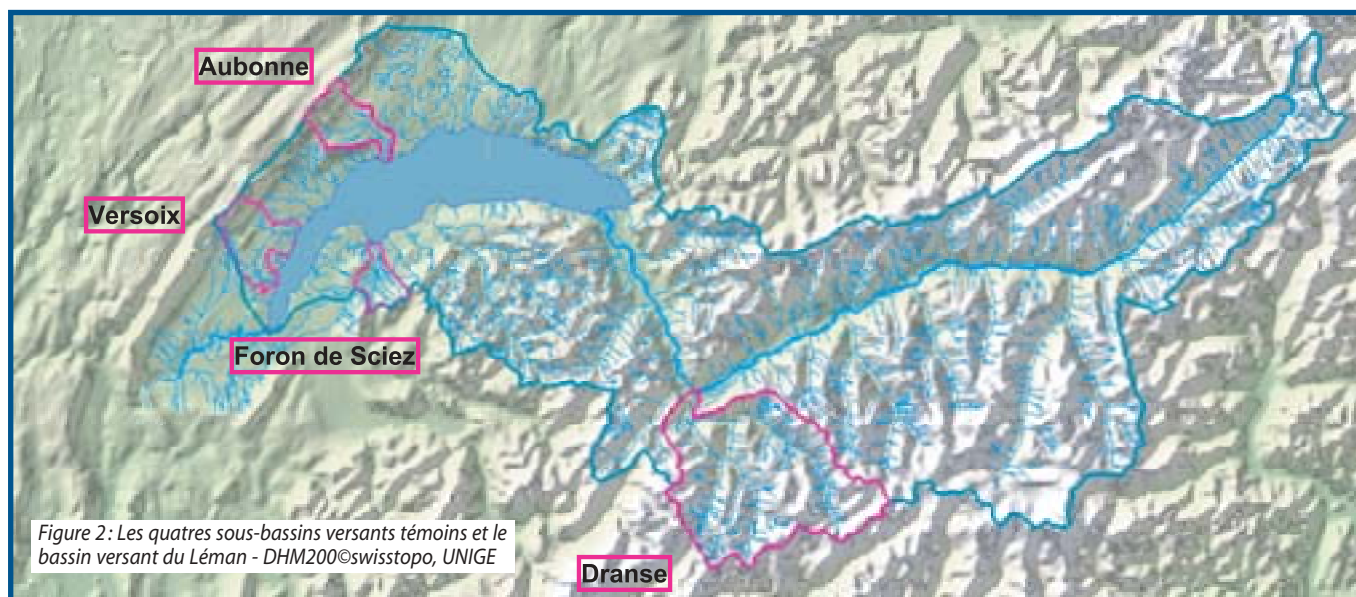 Aubonne
Versoix
Foron de Sciez
Figure 2: Les quatres sous-bassins versants témoins et le
bassin versant du Léman - DHM200©swisstopo, UNIGE
Dranse